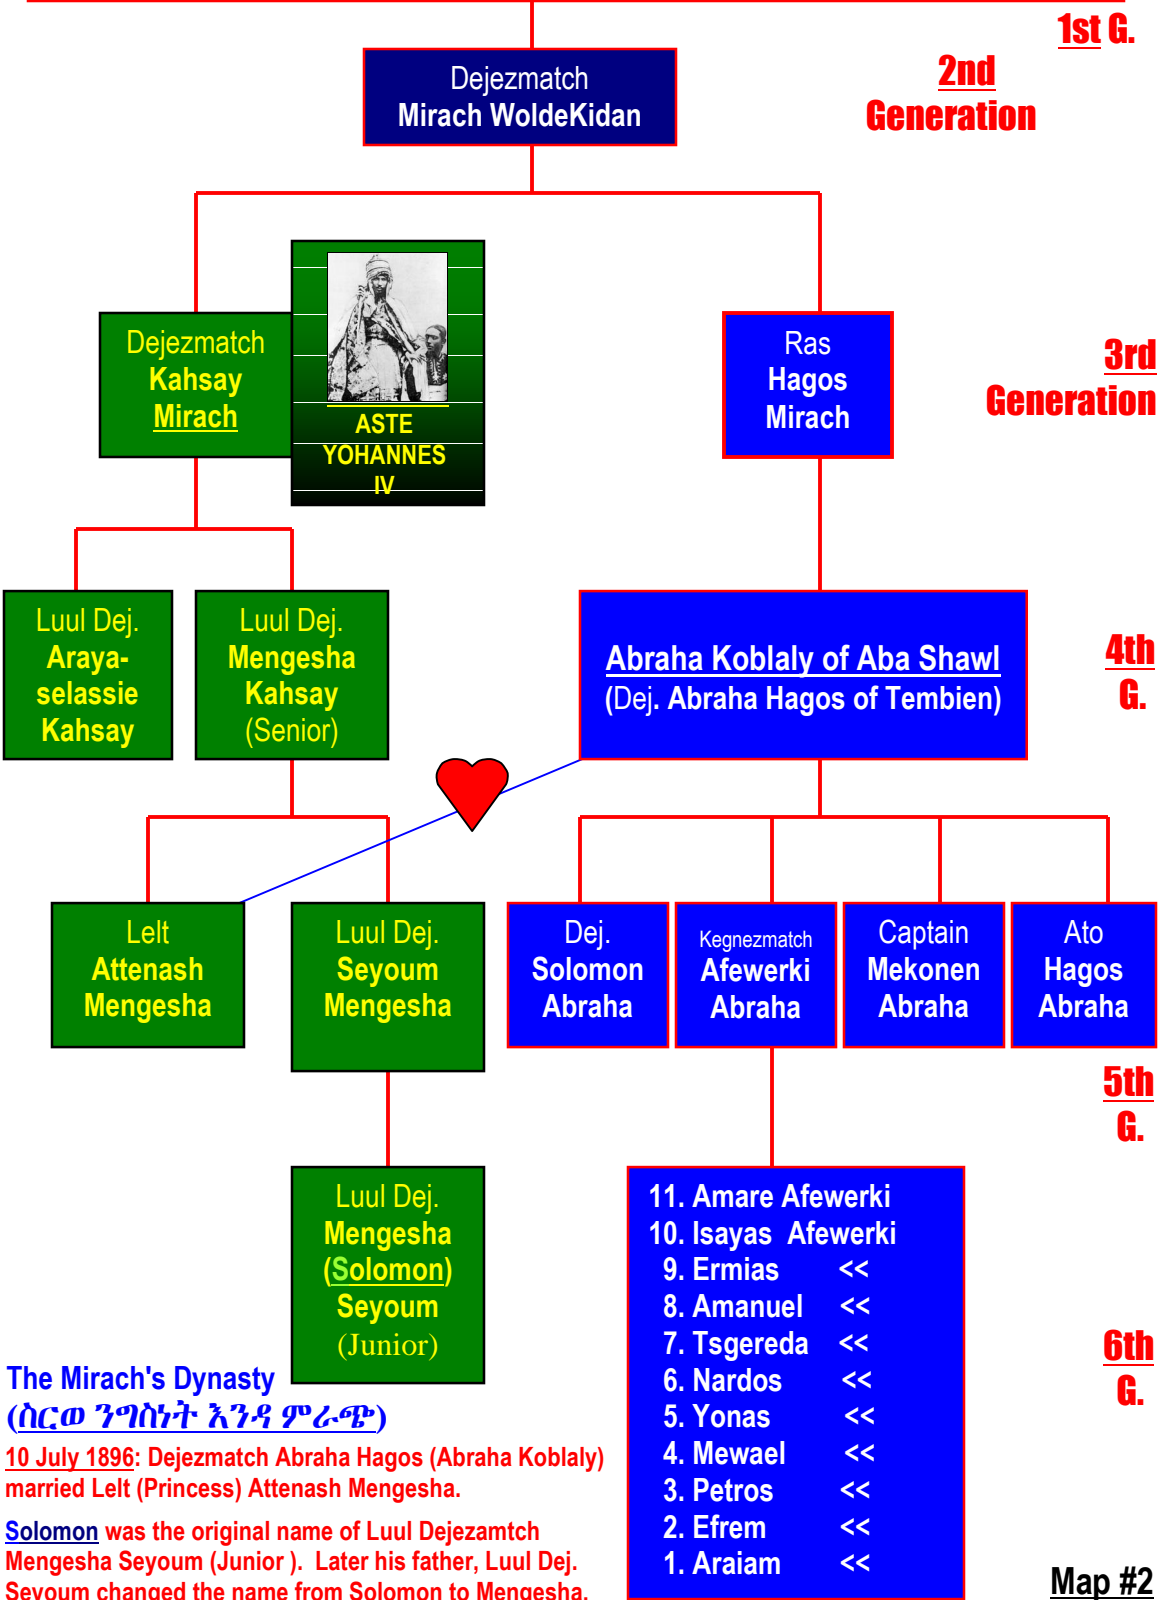 1st G.
2nd
Generation
Dejezmatch
Mirach WoldeKidan
Dejezmatch
Kahsay
Mirach
ASTE
YOHANNES
IV
Ras
Hagos
Mirach
3rd
Generation
Luul Dej.
Araya-
selassie
Kahsay
Luul Dej.
Mengesha
Kahsay
(Senior)
Abraha Koblaly of Aba Shawl
(Dej. Abraha Hagos of Tembien)
4th
G.
Lelt
Attenash
Mengesha
Luul Dej.
Seyoum
Mengesha
Dej.
Solomon
Abraha
Kegnezmatch
Afewerki
Abraha
Captain
Mekonen
Abraha
Ato
Hagos
Abraha
5th
G.
Luul Dej.
Mengesha
(Solomon)
Seyoum
(Junior)
11. Amare Afewerki
10. Isayas Afewerki
9. Ermias <<
8. Amanuel <<
7. Tsgereda <<
6. Nardos <<
5. Yonas <<
4. Mewael <<
3. Petros <<
2. Efrem <<
1. Araiam <<
6th
G.
The Mirach's Dynasty
(ስርወ ንግስነት እንዳ ምራጭ)
10 July 1896: Dejezmatch Abraha Hagos (Abraha Koblaly)
married Lelt (Princess) Attenash Mengesha.
Solomon was the original name of Luul Dejezamtch
Mengesha Seyoum (Junior ). Later his father, Luul Dej.
Seyoum changed the name from Solomon to Mengesha.
Map #2